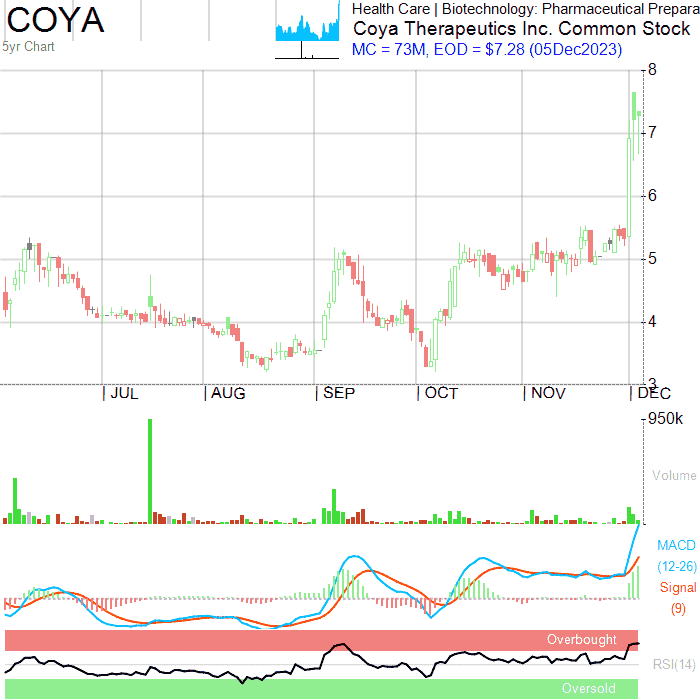 COYA
5yr Chart
Health Care | Biotechnology: Pharmaceutical Prepara
Coya Therapeutics Inc. Common Stock
MC = 73M, EOD = $7.28 (05Dec2023)
8
7
6
5
4
3
| JUL | AUG | SEP | OCT | NOV | DEC
950k
Volume
MACD
(12-26)
Signal
(9)
Overbought
RSI(14)
Oversold